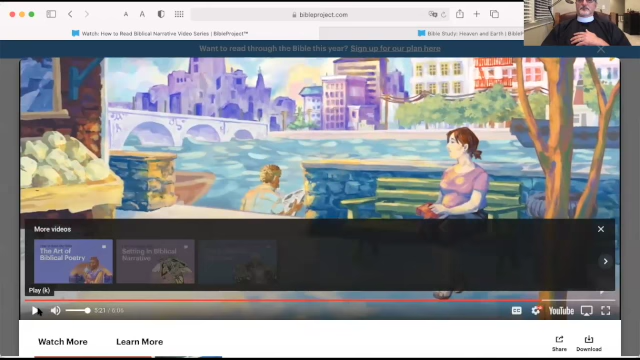 A A
bibleproject.com
Watch: How to Read Biblical Narrative Video Series | BibleProject™
Bible Study: Heaven and Earth | BibleP
Want to read through the Bible this year? Sign up for our plan here
More videos
The Art of
Biblical Poetry
Setting in Biblical
Narrative
Play (k)
CC
YouTube
Watch More
Learn More
Share
Download